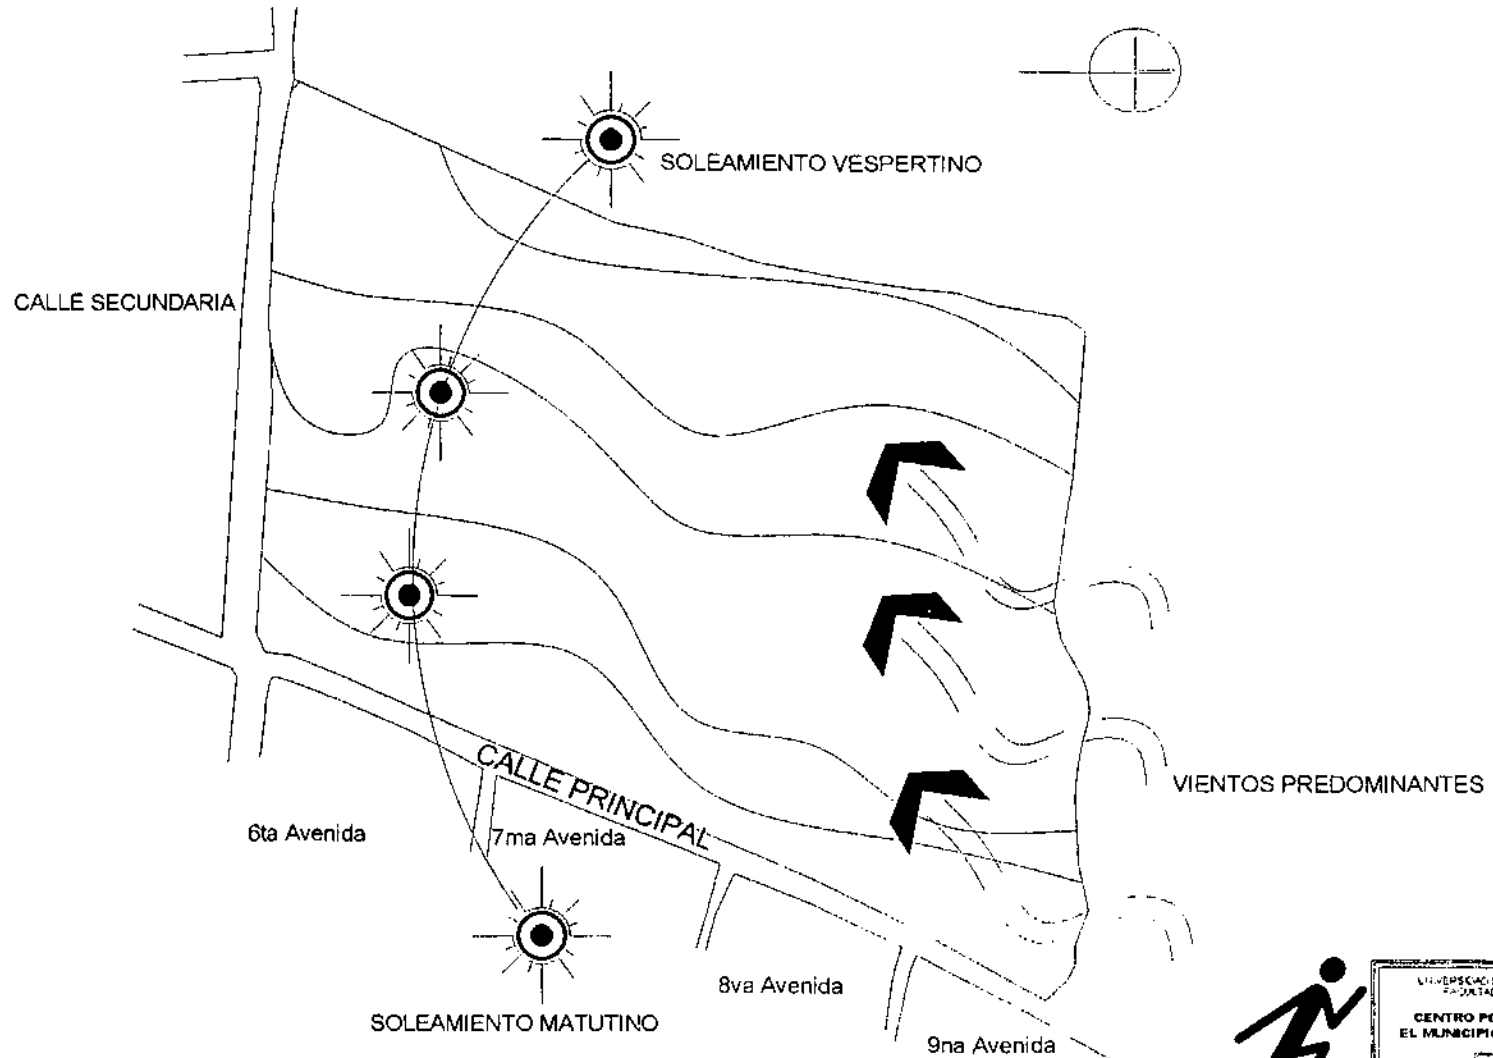 SOLEAMIENTO VESPERTINO
CALLE SECUNDARIA
CALLE PRINCIPAL
VIENTOS PREDOMINANTES
6ta Avenida
7ma Avenida
8va Avenida
SOLEAMIENTO MATUTINO
9na Avenida
CENTRO
EL MUNICIPI